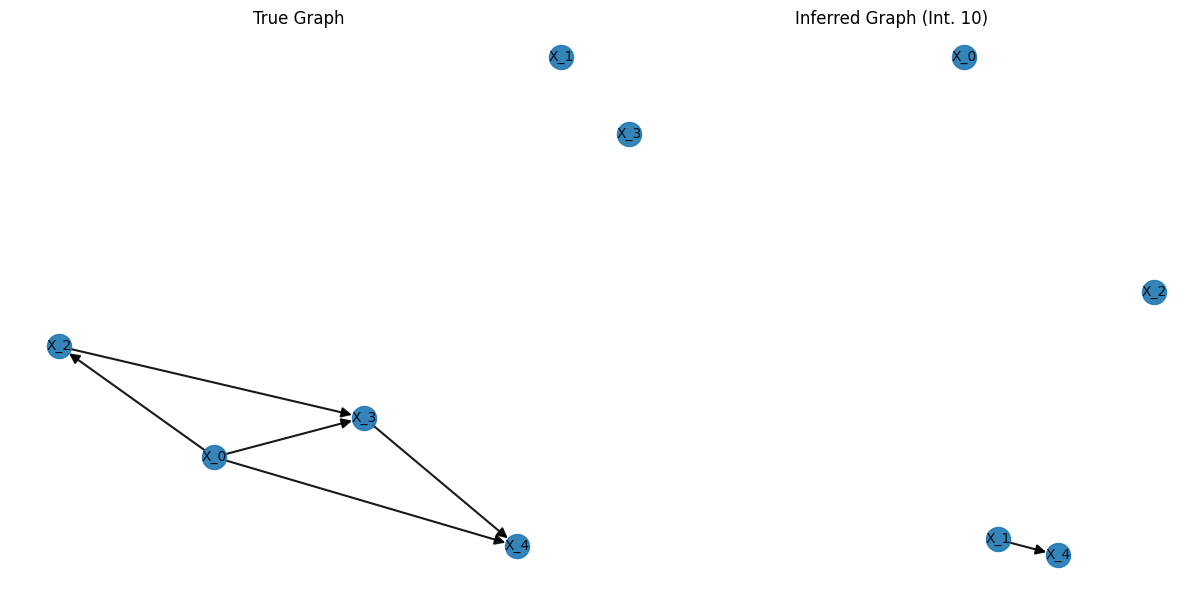 True Graph
X_1
X_3
X_2
X_3
X_0
X_4
Inferred Graph (Int. 10)
X_0
X_2
X_1
X_4